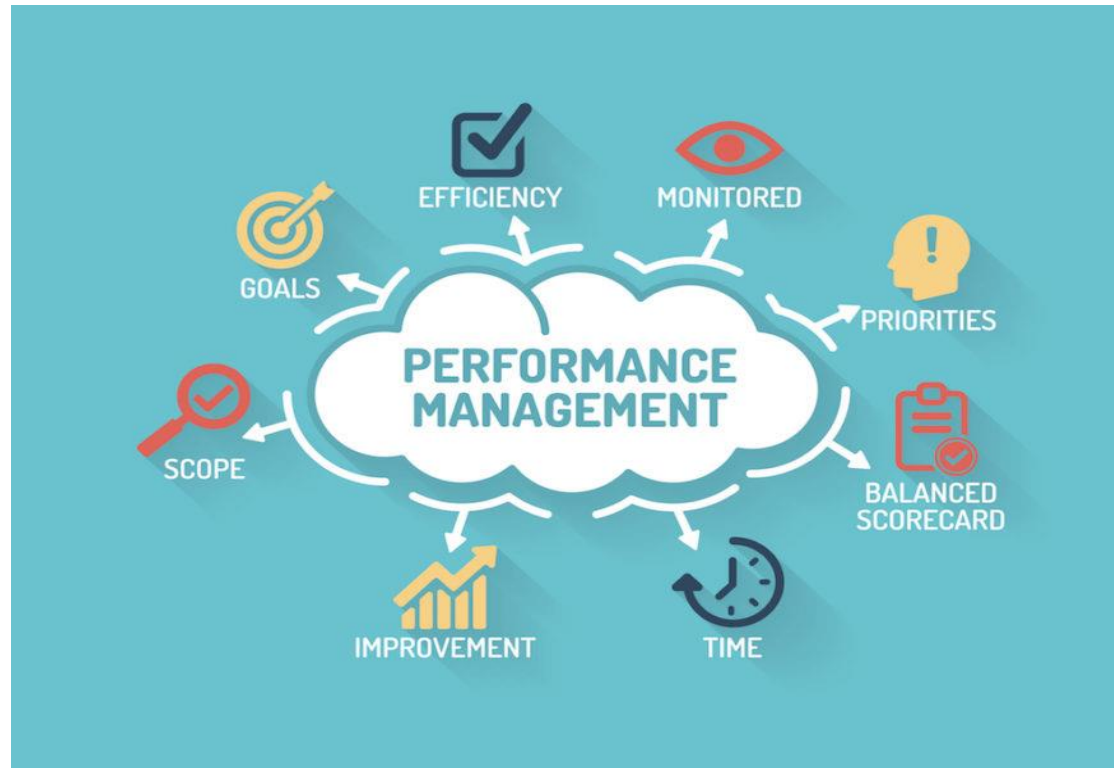 EFFICIENCY
MONITORED
GOALS
PRIORITIES
PERFORMANCE
MANAGEMENT
SCOPE
BALANCED
SCORECARD
IMPROVEMENT
TIME